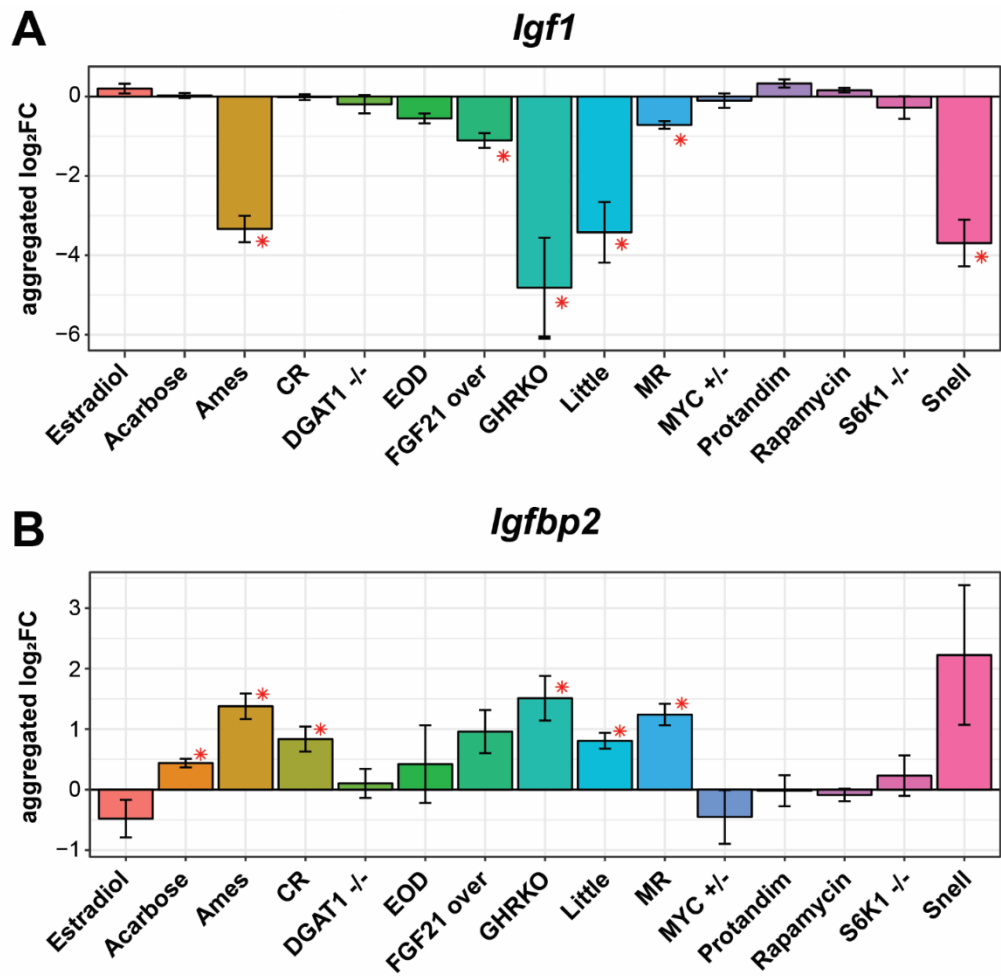 A
Igf1
aggregated log₂FC
0
−2
−4
−6
Estradiol
Acarbose
Ames
CR
DGAT1 -/-
EOD
FGF21 over
GHRKO
Little
MR
MYC +/-
Protandim
Rapamycin
S6K1 -/-
Snell
B
Igfbp2
aggregated log₂FC
3
2
1
0
−1
Estradiol
Acarbose
Ames
CR
DGAT1 -/-
EOD
FGF21 over
GHRKO
Little
MR
MYC +/-
Protandim
Rapamycin
S6K1 -/-
Snell